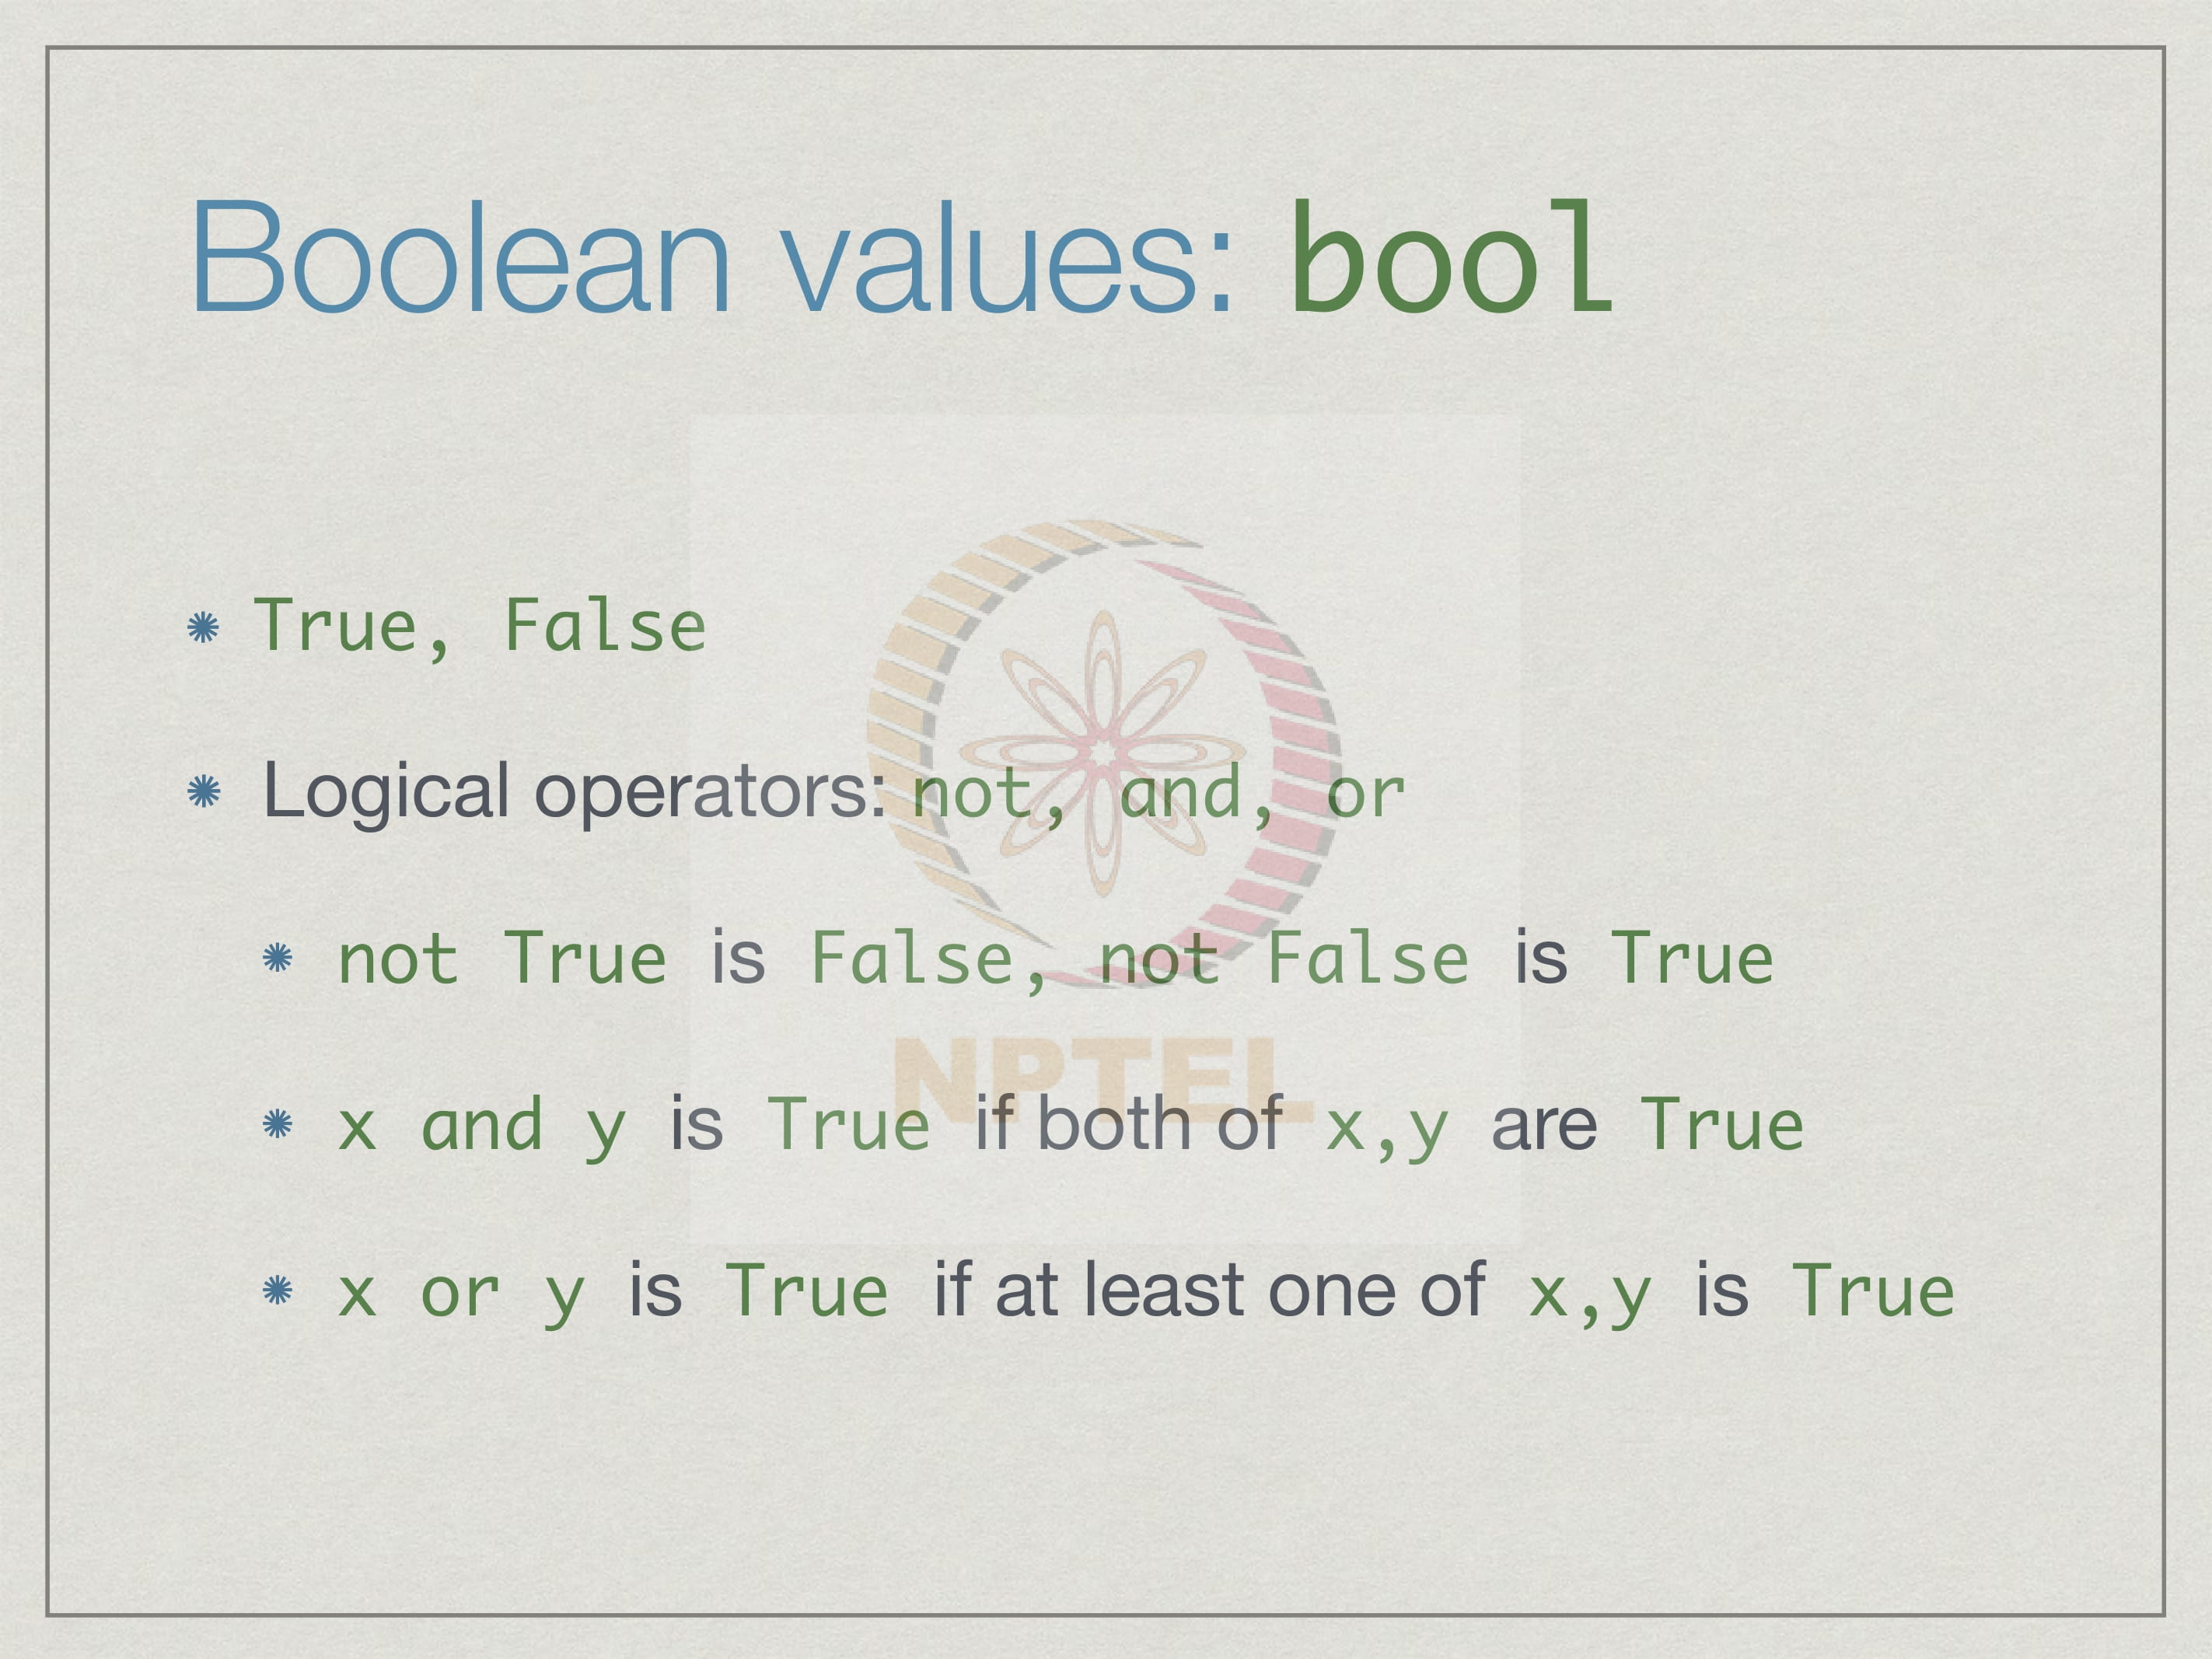 Boolean values: bool
True, False
Logical operators: not, and, or
not True is False, not False is True
x and y is True if both of x,y are True
x or y is True if at least one of x,y is True
NPTEL